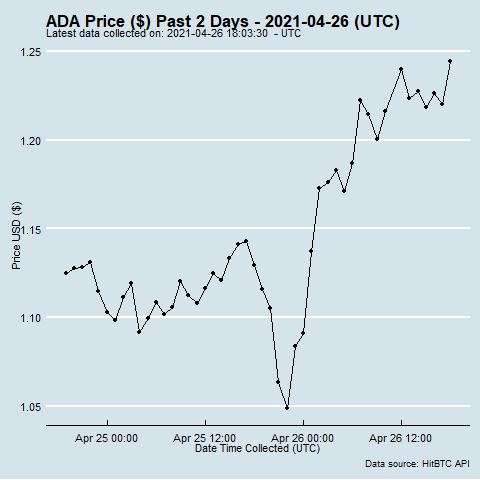 ADA Price ($) Past 2 Days - 2021-04-26 (UTC)
Latest data collected on: 2021-04-26 18:03:30 - UTC
1.25
1.20
1.15
1.10
1.05
Price USD ($)
Apr 25 00:00
Apr 25 12:00
Apr 26 00:00
Apr 26 12:00
Date Time Collected (UTC)
Data source: HitBTC API